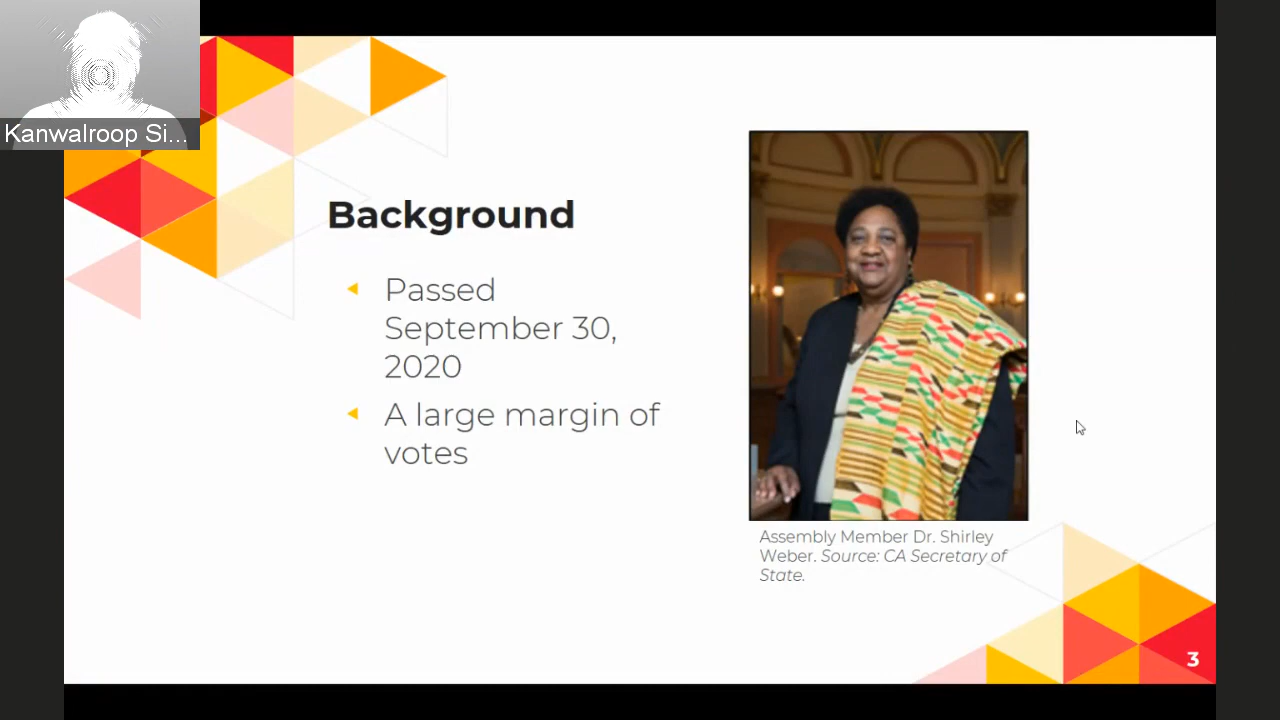 Kanwalroop Si...
Background
Passed
September 30,
2020
A large margin of
votes
Assembly Member Dr. Shirley
Weber. Source: CA Secretary of
State.
3